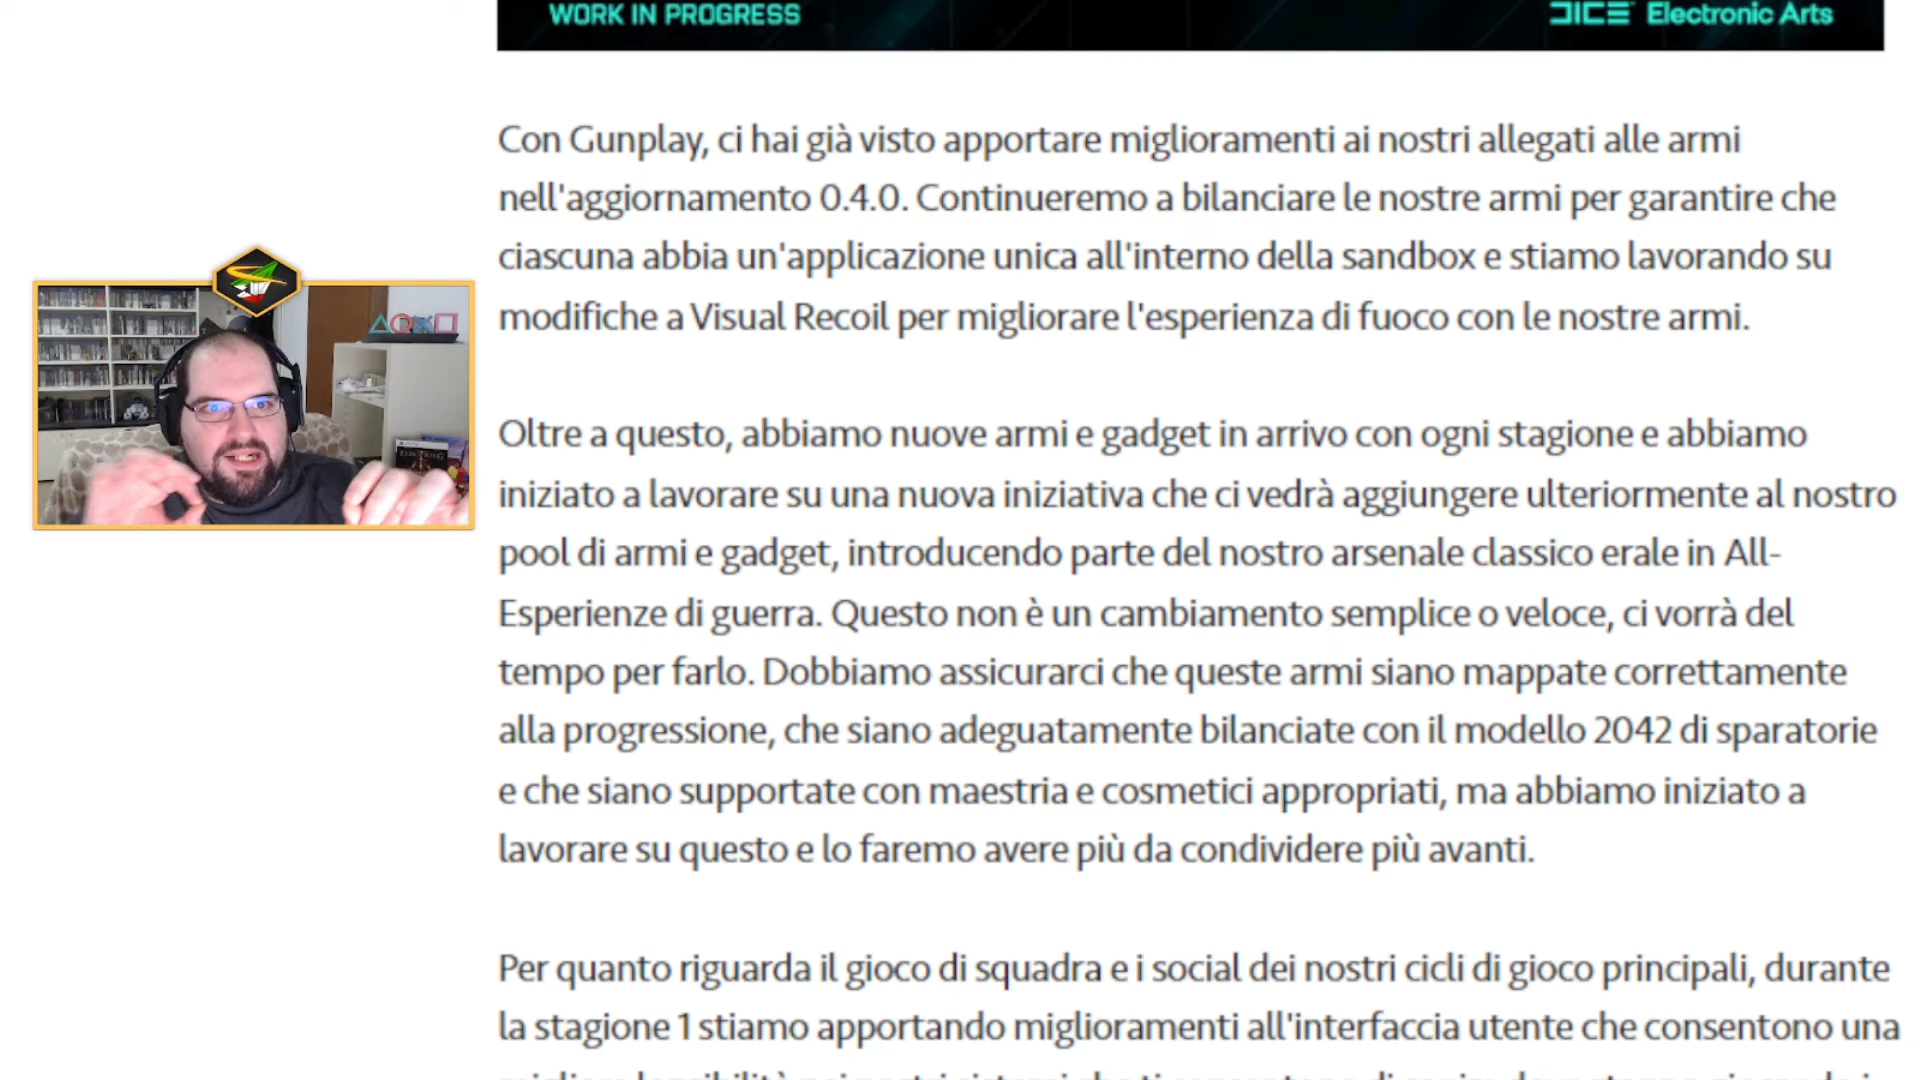 WORK IN PROGRESS
DICE Electronic Arts
Con Gunplay, ci hai già visto apportare miglioramenti ai nostri allegati alle armi
nell'aggiornamento 0.4.0. Continueremo a bilanciare le nostre armi per garantire che
ciascuna abbia un'applicazione unica all'interno della sandbox e stiamo lavorando su
modifiche a Visual Recoil per migliorare l'esperienza di fuoco con le nostre armi.
Oltre a questo, abbiamo nuove armi e gadget in arrivo con ogni stagione e abbiamo
iniziato a lavorare su una nuova iniziativa che ci vedrà aggiungere ulteriormente al nostro
pool di armi e gadget, introducendo parte del nostro arsenale classico erale in All-
Esperienze di guerra. Questo non è un cambiamento semplice o veloce, ci vorrà del
tempo per farlo. Dobbiamo assicurarci che queste armi siano mappate correttamente
alla progressione, che siano adeguatamente bilanciate con il modello 2042 di sparatorie
e che siano supportate con maestria e cosmetici appropriati, ma abbiamo iniziato a
lavorare su questo e lo faremo avere più da condividere più avanti.
Per quanto riguarda il gioco di squadra e i social dei nostri cicli di gioco principali, durante
la stagione 1 stiamo apportando miglioramenti all'interfaccia utente che consentono una